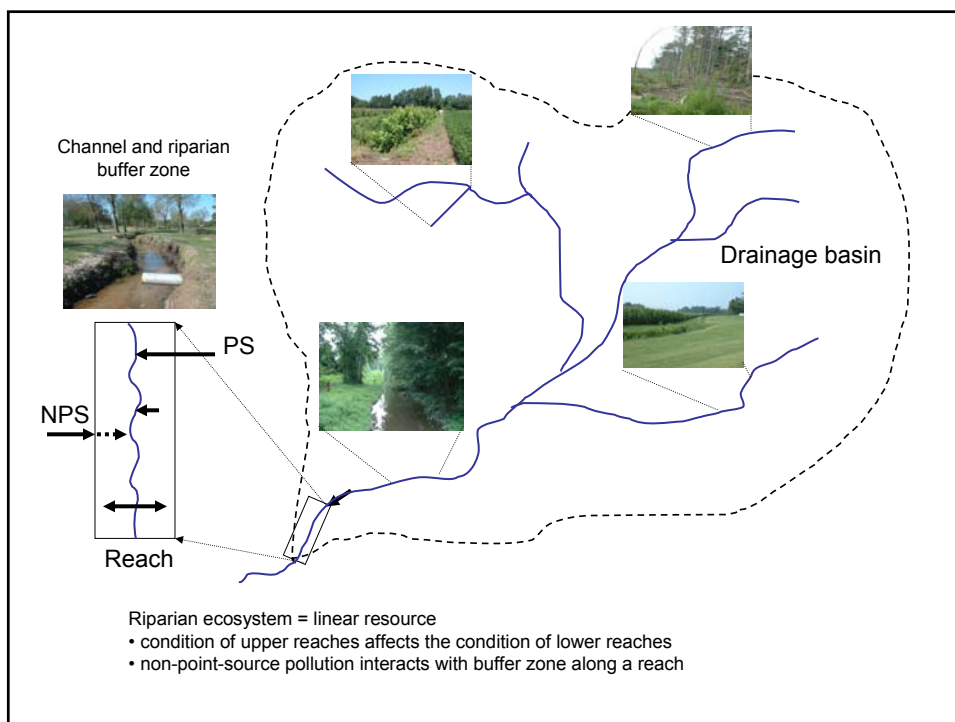 Channel and riparian
buffer zone
Drainage basin
PS
NPS
Reach
Riparian ecosystem = linear resource
• condition of upper reaches affects the condition of lower reaches
• non-point-source pollution interacts with buffer zone along a reach